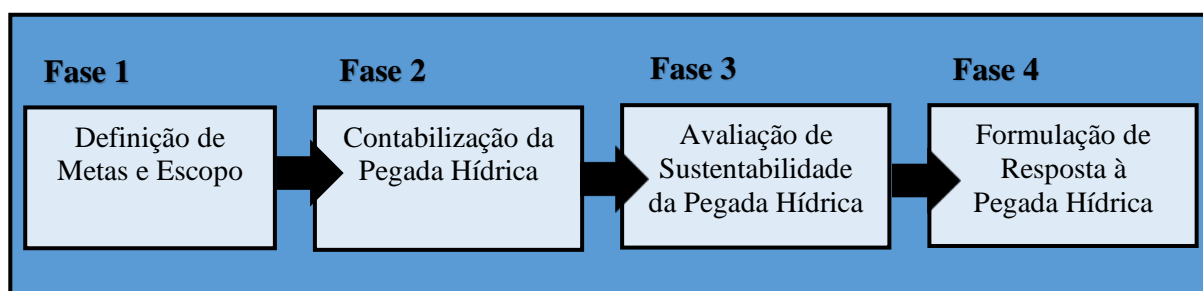 Fase 1
Definição de
Metas e Escopo
Fase 2
Contabilização da
Pegada Hídrica
Fase 3
Avaliação de
Sustentabilidade
da Pegada Hídrica
Fase 4
Formulação de
Resposta à
Pegada Hídrica